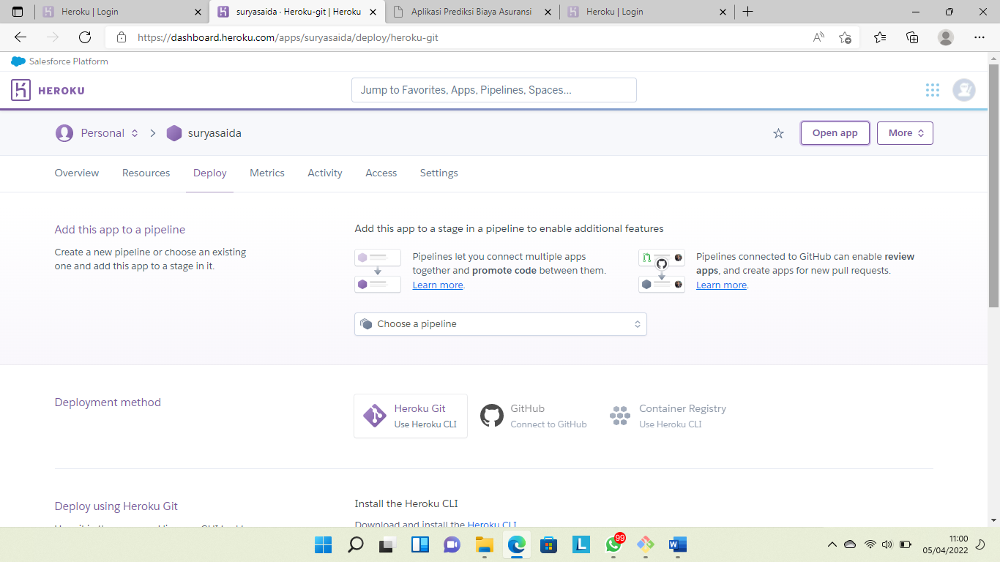 Heroku | Login
suryasaida · Heroku-git | Heroku
Aplikasi Prediksi Biaya Asuransi
Heroku | Login
https://dashboard.heroku.com/apps/suryasaida/deploy/heroku-git
Salesforce Platform
HEROKU
Jump to Favorites, Apps, Pipelines, Spaces...
Personal
suryasaida
Open app
More
Overview
Resources
Deploy
Metrics
Activity
Access
Settings
Add this app to a pipeline
Create a new pipeline or choose an existing
one and add this app to a stage in it.
Add this app to a stage in a pipeline to enable additional features
Pipelines let you connect multiple apps
together and promote code between them.
Learn more.
Pipelines connected to GitHub can enable review
apps, and create apps for new pull requests.
Learn more.
Choose a pipeline
Deployment method
Heroku Git
Use Heroku CLI
GitHub
Connect to GitHub
Container Registry
Use Heroku CLI
Deploy using Heroku Git
Install the Heroku CLI
Download and install the Heroku CLI.
99
11:00
05/04/2022